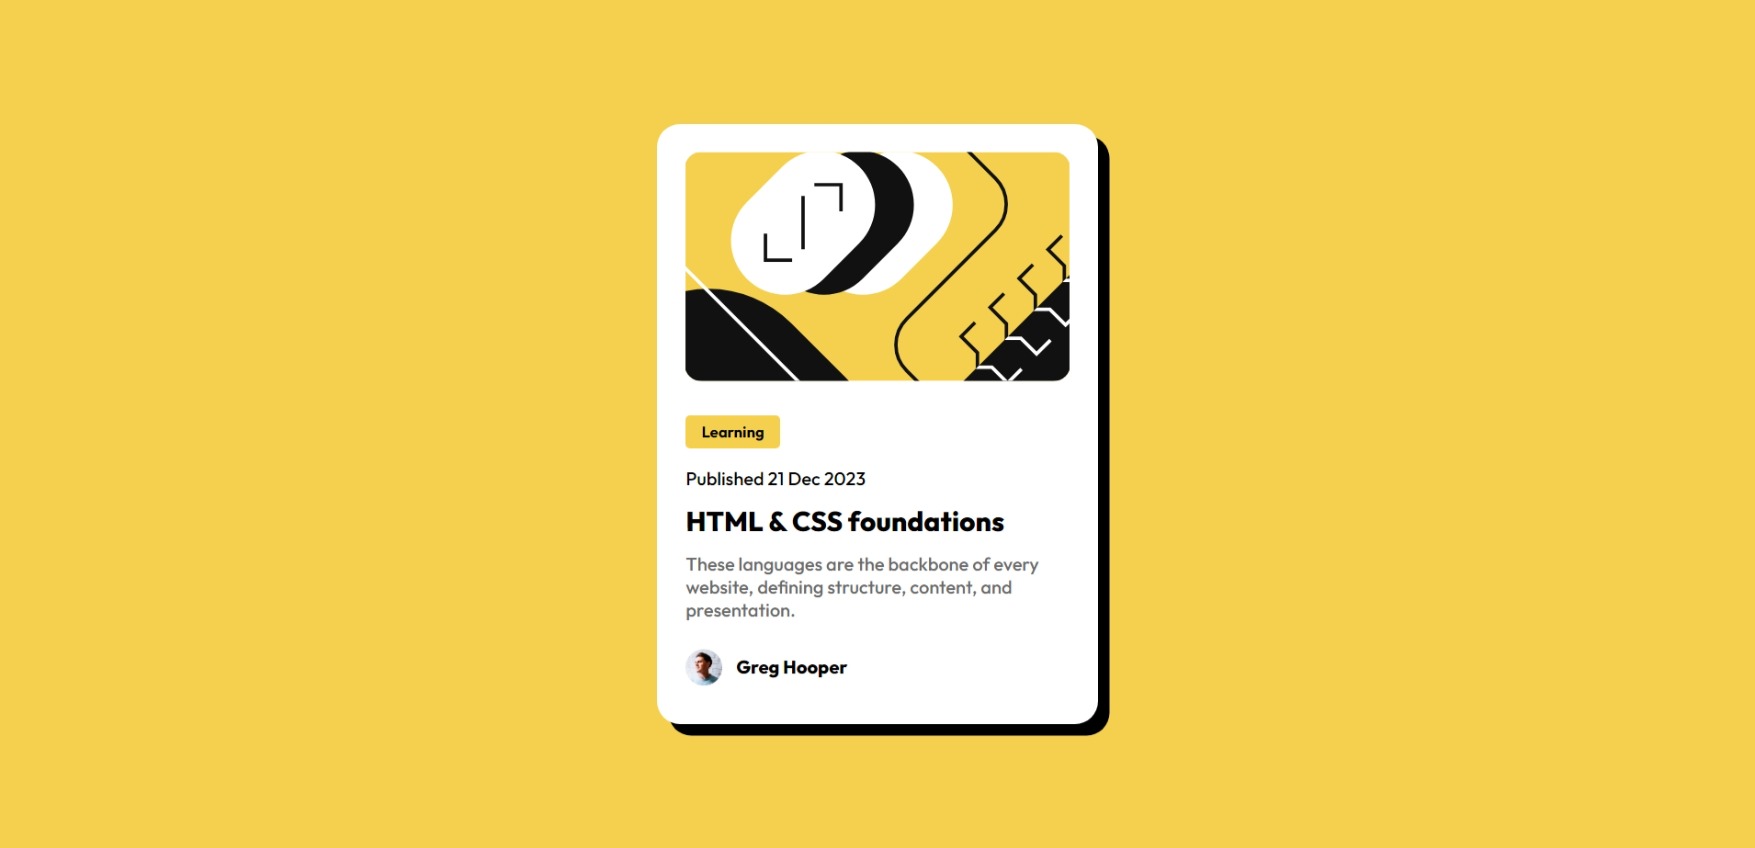 Learning
Published 21 Dec 2023
HTML & CSS foundations
These languages are the backbone of every
website, defining structure, content, and
presentation.
Greg Hooper